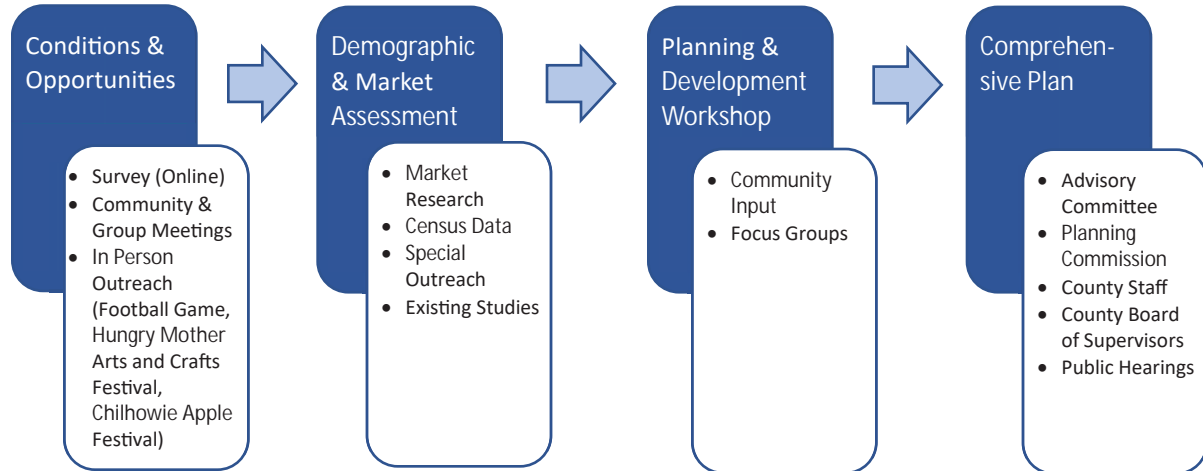 Conditions &
Opportunities
• Survey (Online)
• Community &
Group Meetings
• In Person
Outreach
(Football Game,
Hungry Mother
Arts and Crafts
Festival,
Chilhowie Apple
Festival)
Demographic
& Market
Assessment
• Market
Research
• Census Data
• Special
Outreach
• Existing Studies
Planning &
Development
Workshop
• Community
Input
• Focus Groups
Comprehen-
sive Plan
• Advisory
Committee
• Planning
Commission
• County Staff
• County Board
of Supervisors
• Public Hearings